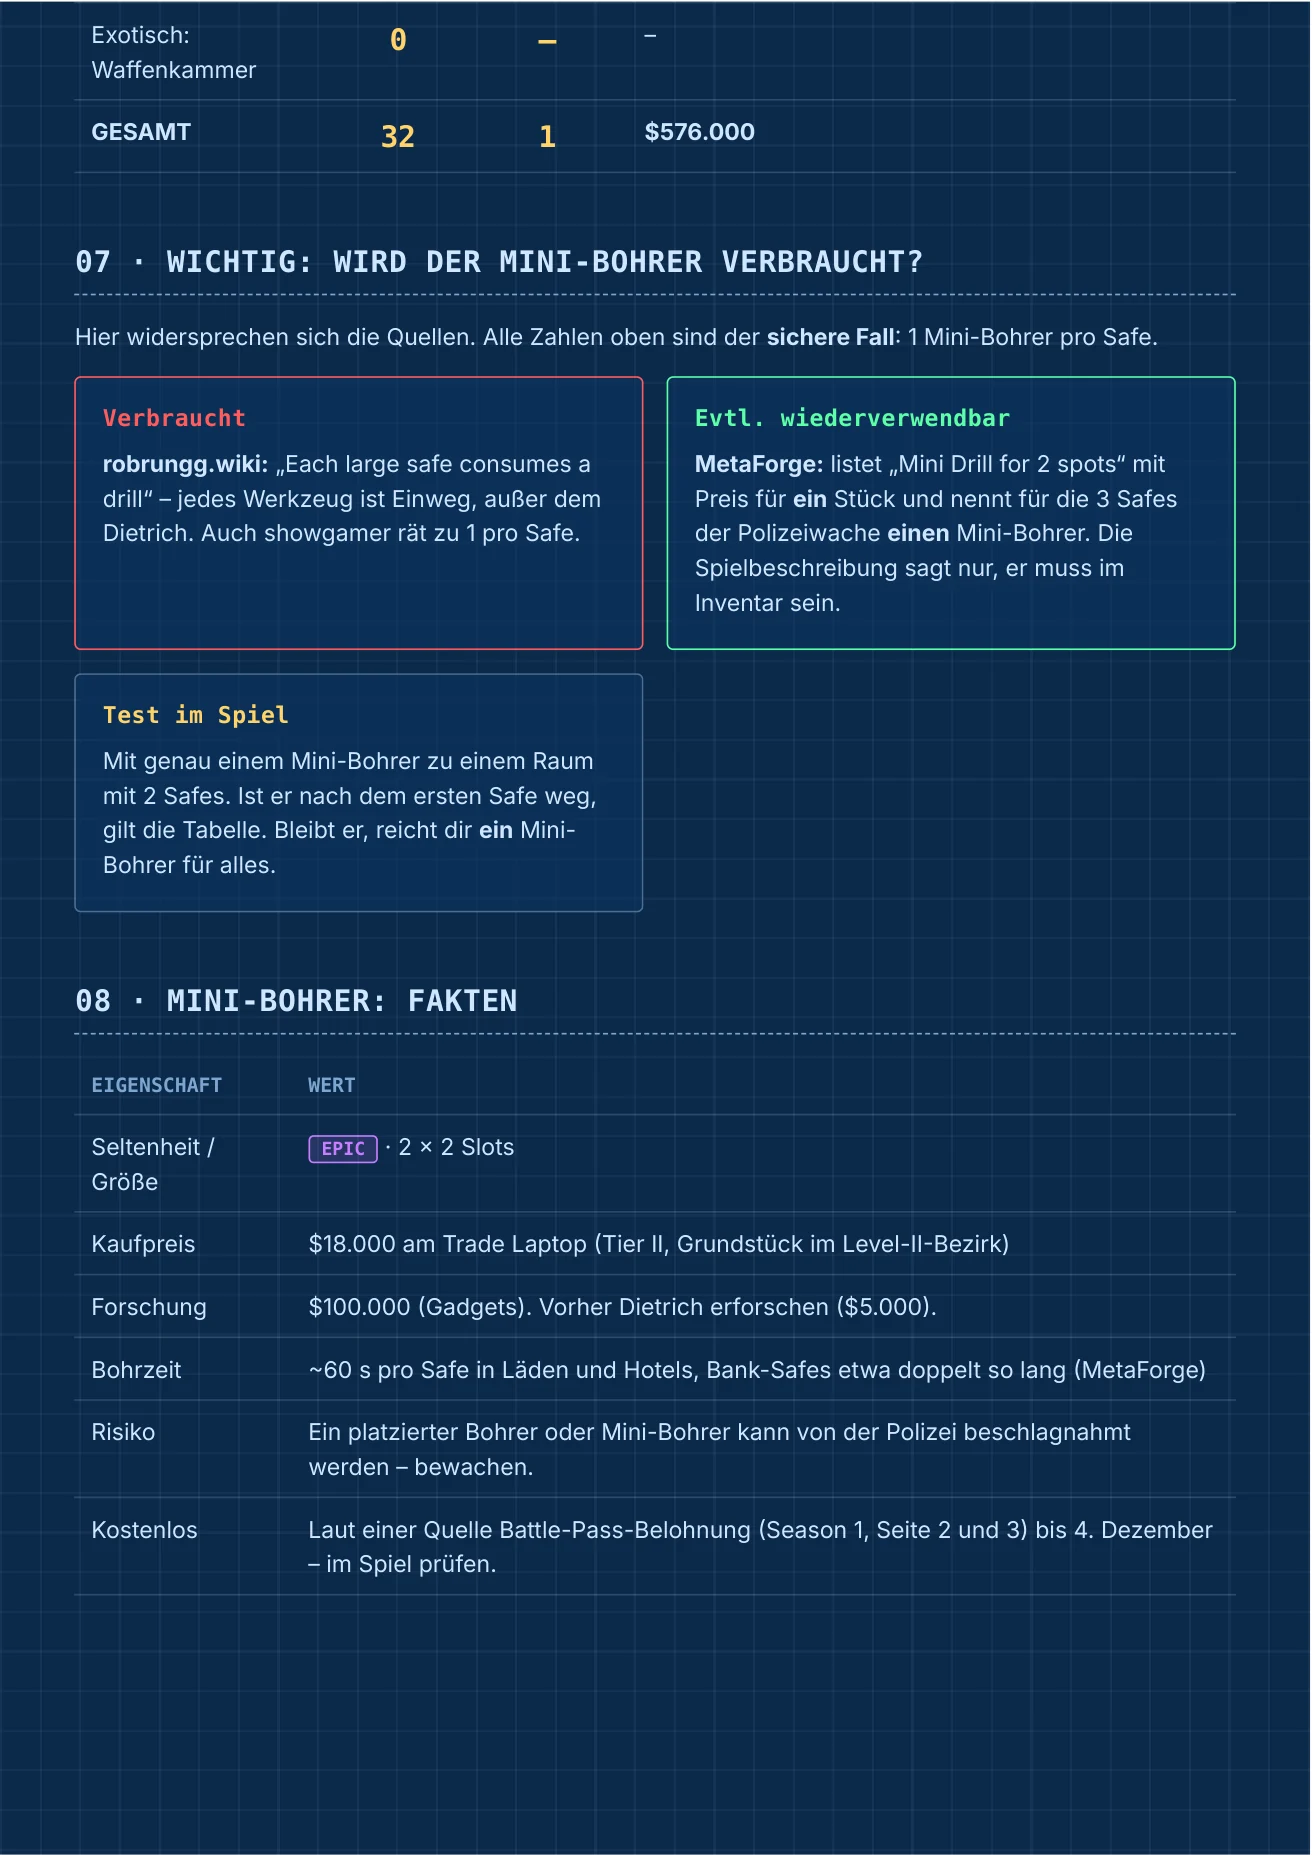 Exotisch:
Waffenkammer
0
–
–
GESAMT
32
1
$576.000
07 · WICHTIG: WIRD DER MINI-BOHRER VERBRAUCHT?
Hier widersprechen sich die Quellen. Alle Zahlen oben sind der sichere Fall: 1 Mini-Bohrer pro Safe.
Verbraucht
robrungg.wiki: „Each large safe consumes a
drill“ – jedes Werkzeug ist Einweg, außer dem
Dietrich. Auch showgamer rät zu 1 pro Safe.
Evtl. wiederverwendbar
MetaForge: listet „Mini Drill for 2 spots“ mit
Preis für ein Stück und nennt für die 3 Safes
der Polizeiwache einen Mini-Bohrer. Die
Spielbeschreibung sagt nur, er muss im
Inventar sein.
Test im Spiel
Mit genau einem Mini-Bohrer zu einem Raum
mit 2 Safes. Ist er nach dem ersten Safe weg,
gilt die Tabelle. Bleibt er, reicht dir ein Mini-
Bohrer für alles.
08 · MINI-BOHRER: FAKTEN
EIGENSCHAFT WERT
Seltenheit /
Größe
EPIC · 2 × 2 Slots
Kaufpreis
$18.000 am Trade Laptop (Tier II, Grundstück im Level-II-Bezirk)
Forschung
$100.000 (Gadgets). Vorher Dietrich erforschen ($5.000).
Bohrzeit
~60 s pro Safe in Läden und Hotels, Bank-Safes etwa doppelt so lang (MetaForge)
Risiko
Ein platzierter Bohrer oder Mini-Bohrer kann von der Polizei beschlagnahmt
werden – bewachen.
Kostenlos
Laut einer Quelle Battle-Pass-Belohnung (Season 1, Seite 2 und 3) bis 4. Dezember
– im Spiel prüfen.